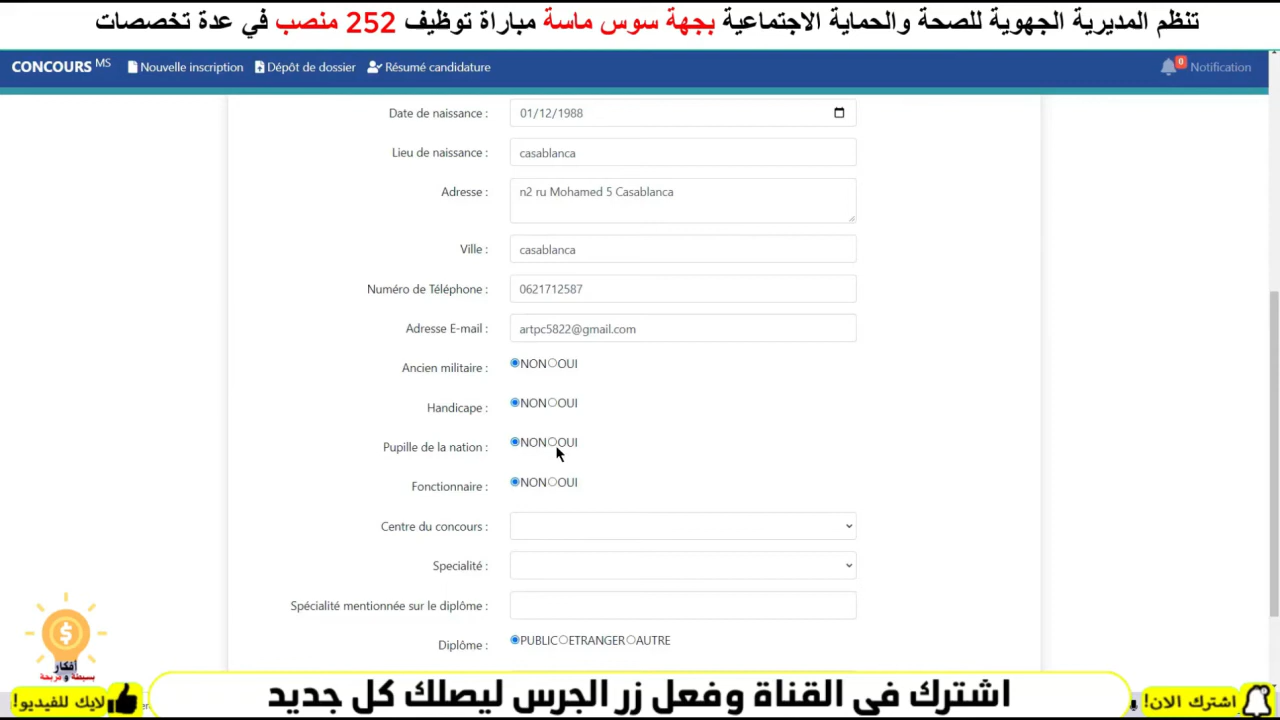 تنظم المديرية الجهوية للصحة والحماية الاجتماعية بجهة سوس ماسة مباراة توظيف 252 منصب في عدة تخصصات
CONCOURS MS Nouvelle inscription Dépôt de dossier Résumé candidature 0 Notification
Date de naissance : 01/12/1988
Lieu de naissance : casablanca
Adresse : n2 ru Mohamed 5 Casablanca
Ville : casablanca
Numéro de Téléphone : 0621712587
Adresse E-mail : artpc5822@gmail.com
Ancien militaire : NON OUI
Handicape : NON OUI
Pupille de la nation : NON OUI
Fonctionnaire : NON OUI
Centre du concours :
Specialité :
Spécialité mentionnée sur le diplôme :
Diplôme : PUBLIC ETRANGER AUTRE
أفكار
بسيطة و مربحة
لايك للفيديو!
اشترك في القناة وفعل زر الجرس ليصلك كل جديد
اشترك الان!